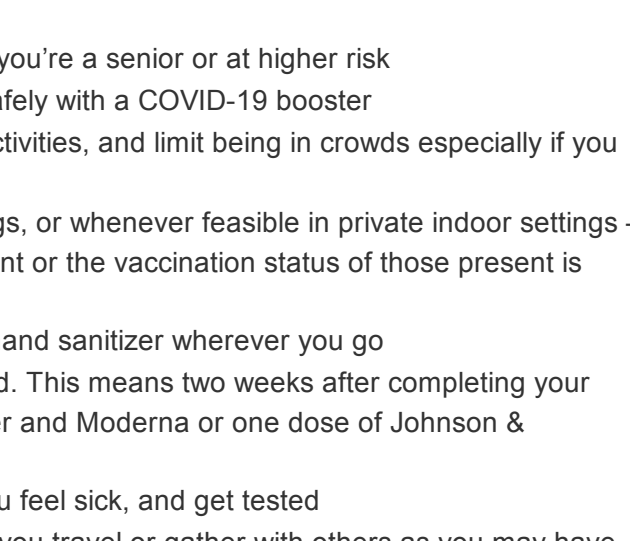 you’re a senior or at higher risk
afely with a COVID-19 booster
ctivities, and limit being in crowds especially if you
gs, or whenever feasible in private indoor settings -
nt or the vaccination status of those present is
and sanitizer wherever you go
d. This means two weeks after completing your
er and Moderna or one dose of Johnson &
u feel sick, and get tested
you travel or gather with others as you may have